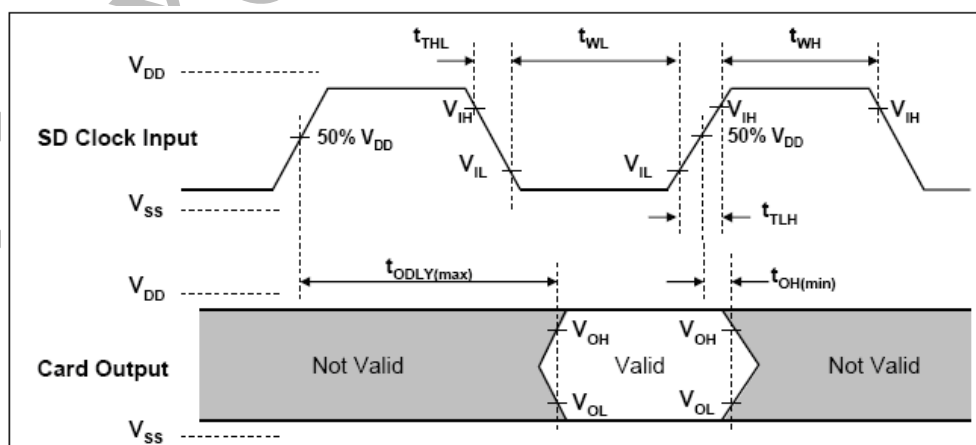 t_THL t_WL t_WH
V_DD
V_IH V_IH V_IH
SD Clock Input 50% V_DD 50% V_DD
V_IL V_IL
V_SS
t_TLH
t_ODLY(max) t_OH(min)
V_DD
V_OH V_OH
Card Output Not Valid Valid Not Valid
V_OL V_OL
V_SS